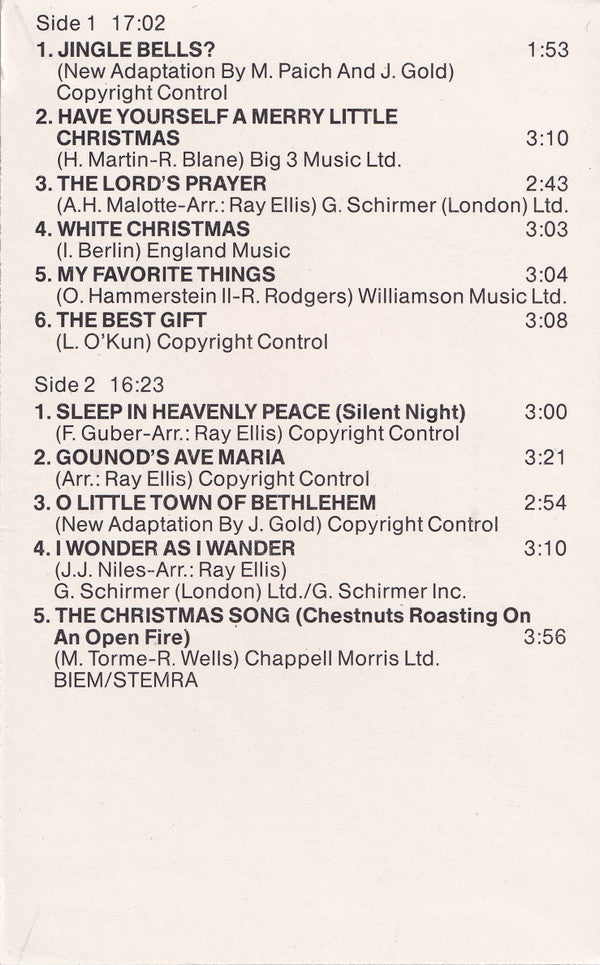 Side 1 17:02
1. JINGLE BELLS? 1:53
(New Adaptation By M. Paich And J. Gold)
Copyright Control
2. HAVE YOURSELF A MERRY LITTLE
CHRISTMAS 3:10
(H. Martin-R. Blane) Big 3 Music Ltd.
3. THE LORD'S PRAYER 2:43
(A.H. Malotte-Arr.: Ray Ellis) G. Schirmer (London) Ltd.
4. WHITE CHRISTMAS 3:03
(I. Berlin) England Music
5. MY FAVORITE THINGS 3:04
(O. Hammerstein II-R. Rodgers) Williamson Music Ltd.
6. THE BEST GIFT 3:08
(L. O'Kun) Copyright Control
Side 2 16:23
1. SLEEP IN HEAVENLY PEACE (Silent Night) 3:00
(F. Guber-Arr.: Ray Ellis) Copyright Control
2. GOUNOD'S AVE MARIA 3:21
(Arr.: Ray Ellis) Copyright Control
3. O LITTLE TOWN OF BETHLEHEM 2:54
(New Adaptation By J. Gold) Copyright Control
4. I WONDER AS I WANDER 3:10
(J.J. Niles-Arr.: Ray Ellis)
G. Schirmer (London) Ltd./G. Schirmer Inc.
5. THE CHRISTMAS SONG (Chestnuts Roasting On
An Open Fire) 3:56
(M. Torme-R. Wells) Chappell Morris Ltd.
BIEM/STEMRA